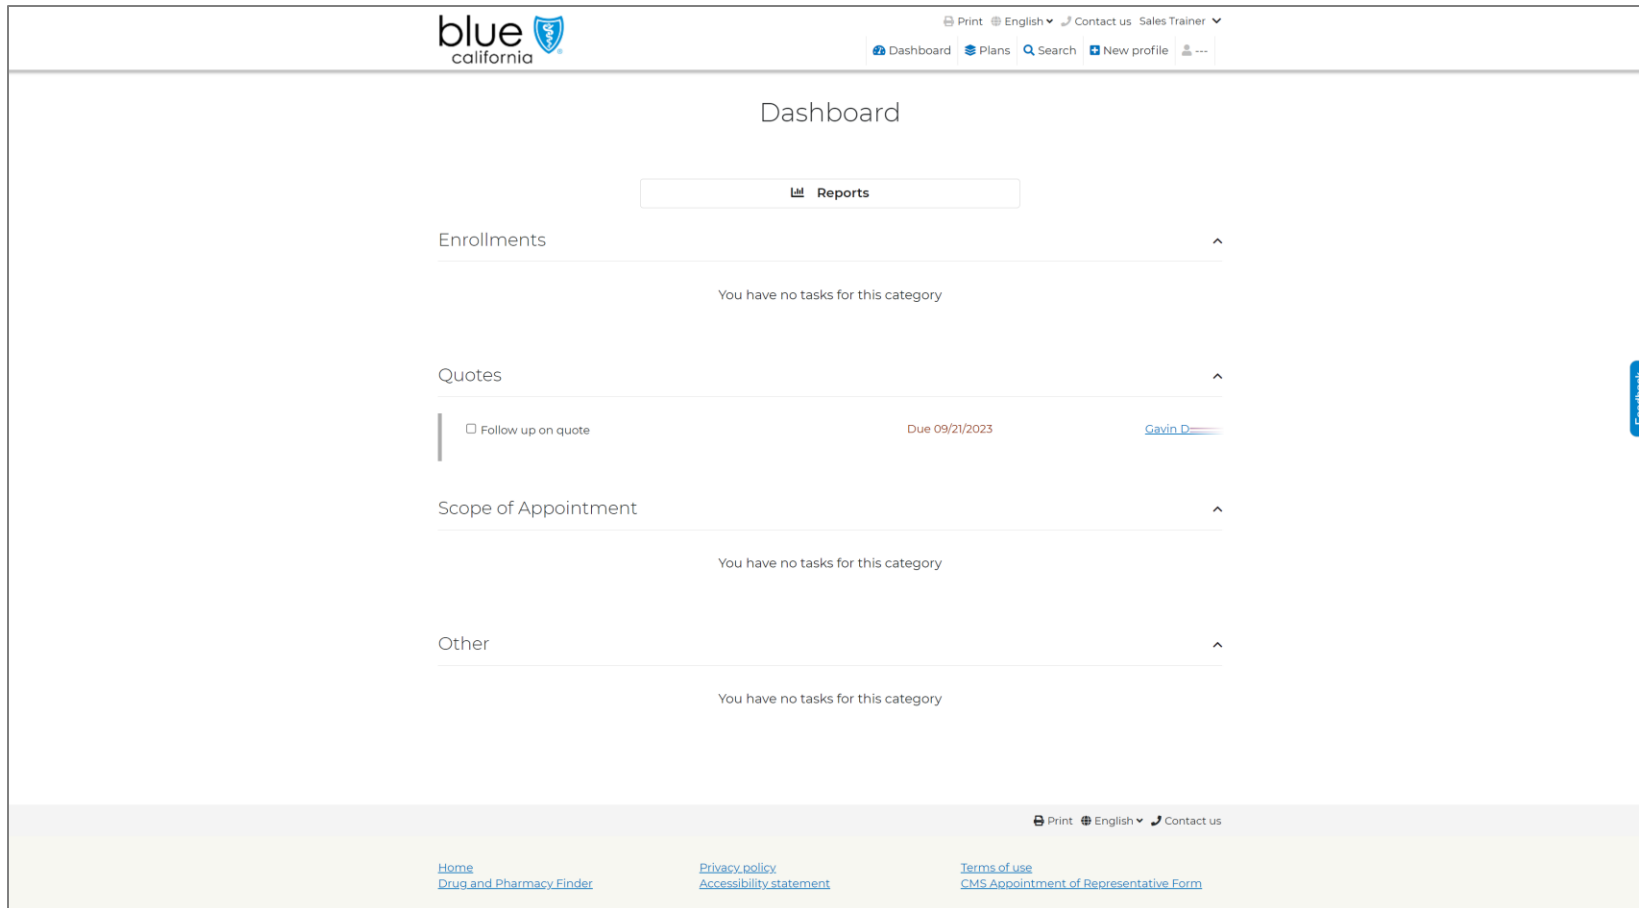 blue
california
Print English Contact us Sales Trainer
Dashboard Plans Search New profile ---
Dashboard
Reports
Enrollments
You have no tasks for this category
Quotes
Follow up on quote Due 09/21/2023 Gavin D
Scope of Appointment
You have no tasks for this category
Other
You have no tasks for this category
Feedback
Print English Contact us
Home Privacy policy Terms of use
Drug and Pharmacy Finder Accessibility statement CMS Appointment of Representative Form